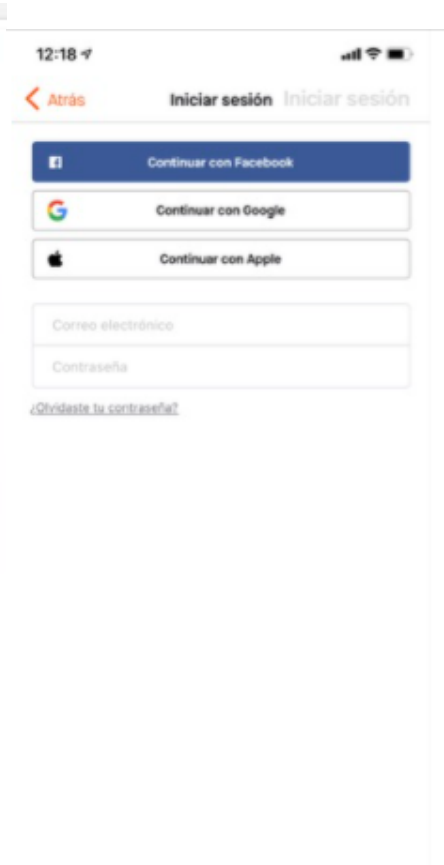 12:18
Atrás Iniciar sesión Iniciar sesión
Continuar con Facebook
Continuar con Google
Continuar con Apple
Correo electrónico
Contraseña
¿Olvidaste tu contraseña?